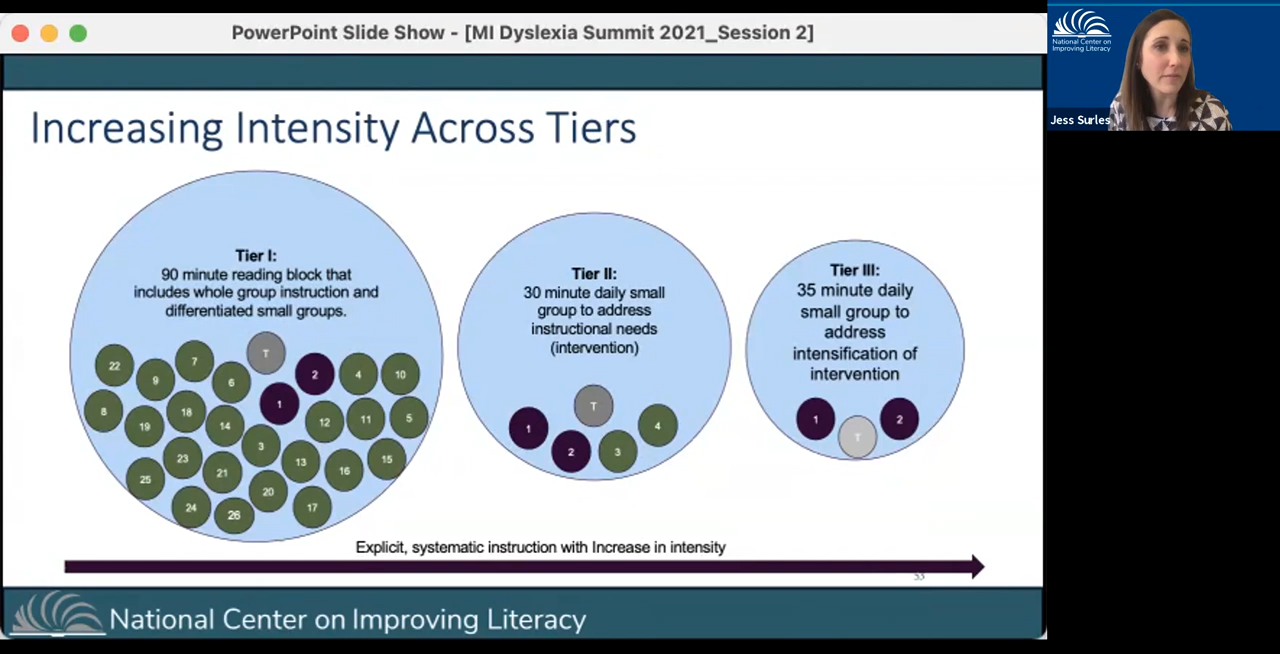 PowerPoint Slide Show - [MI Dyslexia Summit 2021_Session 2]
National Center on
Improving Literacy
Jess Surles
Increasing Intensity Across Tiers
Tier I:
90 minute reading block that
includes whole group instruction and
differentiated small groups.
T
22
9
7
6
2
4
10
1
8
19
18
14
12
11
5
3
23
21
13
16
15
25
20
24
26
17
Tier II:
30 minute daily small
group to address
instructional needs
(intervention)
T
1
2
3
4
Tier III:
35 minute daily
small group to
address
intensification of
intervention
1
T
2
Explicit, systematic instruction with Increase in intensity
53
National Center on Improving Literacy